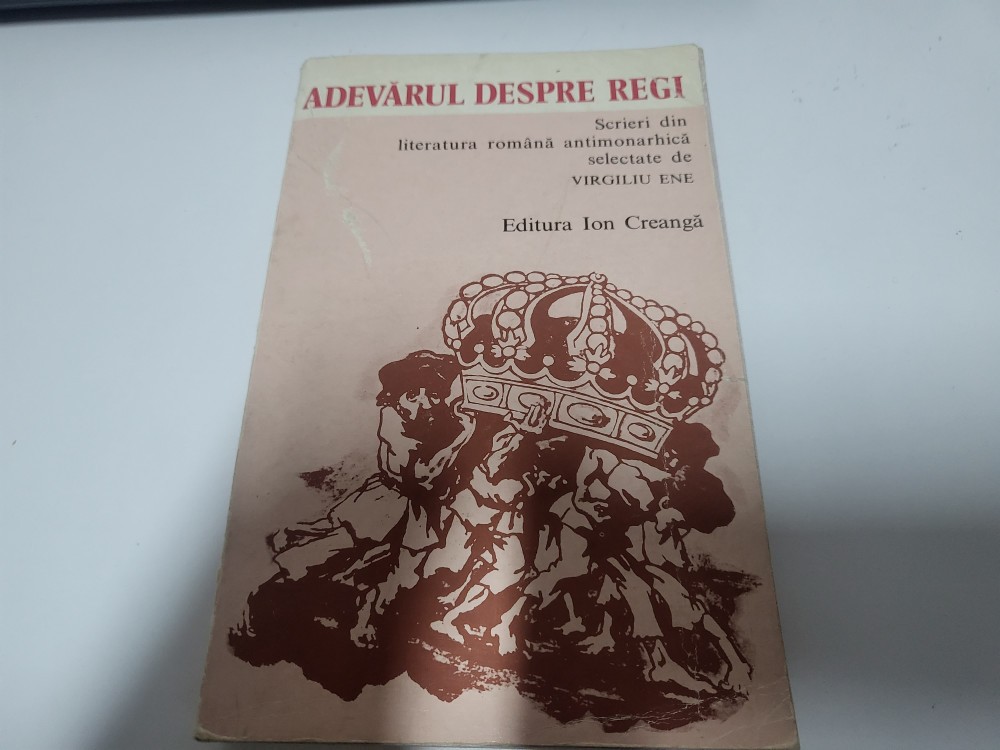 ADEVĂRUL DESPRE REGI
Scrieri din
literatura română antimonarhică
selectate de
VIRGILIU ENE
Editura Ion Creangă